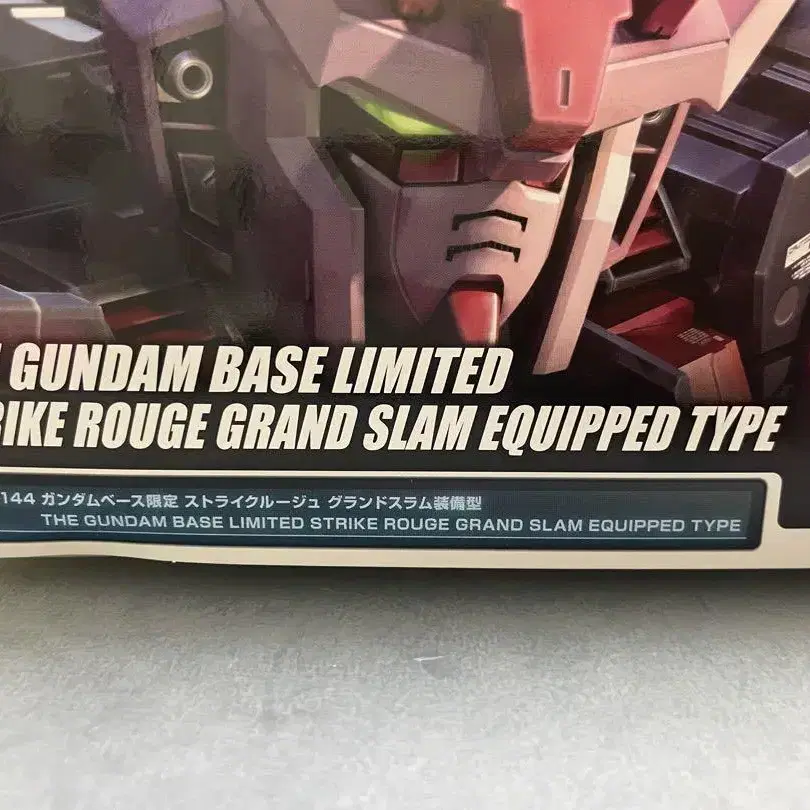 GUNDAM BASE LIMITED
RIKE ROUGE GRAND SLAM EQUIPPED TYPE
144 ガンダムベース限定 ストライクルージュ グランドスラム装備型
THE GUNDAM BASE LIMITED STRIKE ROUGE GRAND SLAM EQUIPPED TYPE